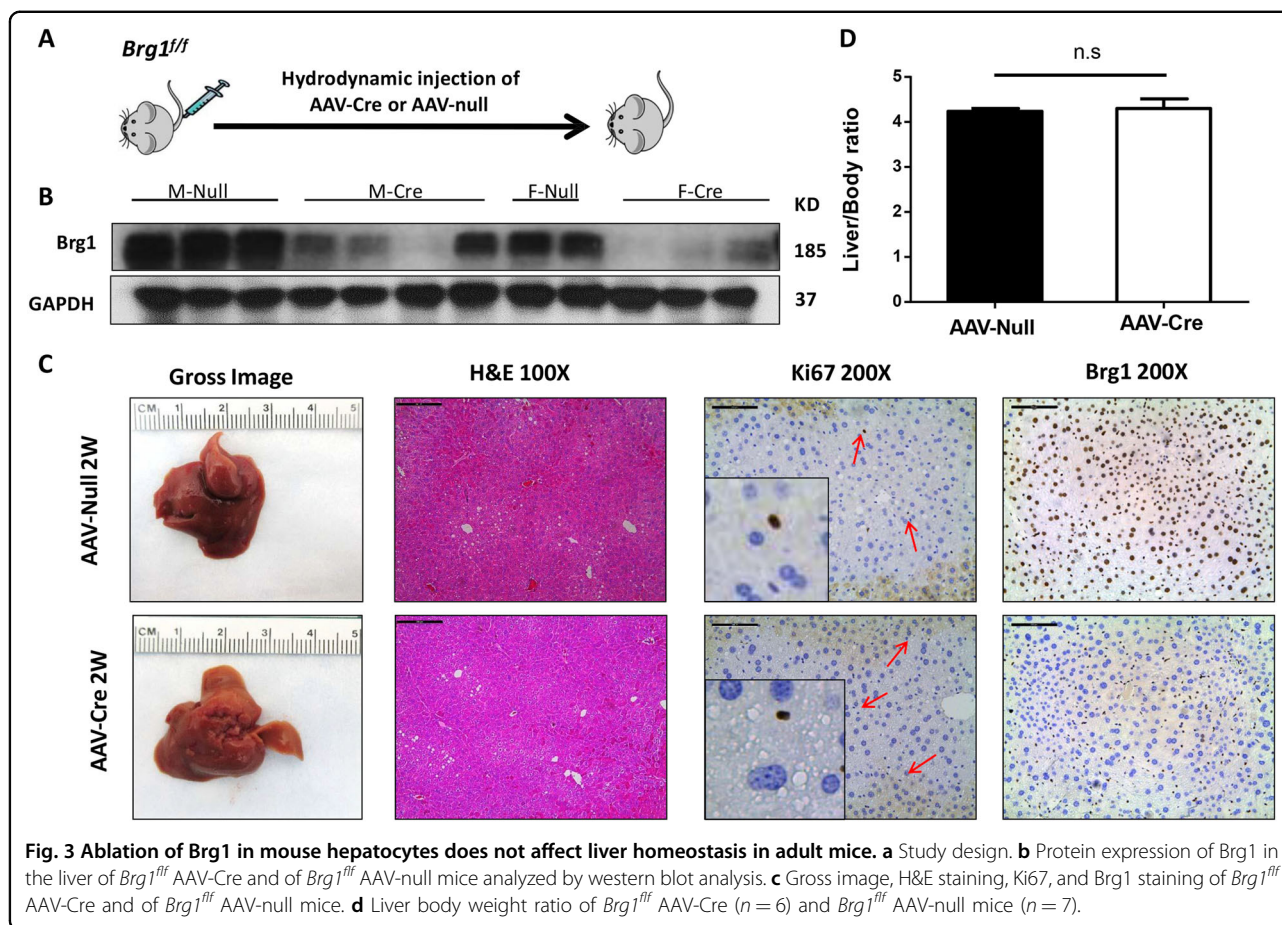 A
Brg1f/f
Hydrodynamic injection of
AAV-Cre or AAV-null
D
n.s
5
4
3
2
1
0
Liver/Body ratio
AAV-Null AAV-Cre
B
M-Null M-Cre F-Null F-Cre KD
Brg1 185
GAPDH 37
C
Gross Image H&E 100X Ki67 200X Brg1 200X
AAV-Null 2W
CM 1 2 3 4 5
AAV-Cre 2W
CM 1 2 3 4 5
Fig. 3 Ablation of Brg1 in mouse hepatocytes does not affect liver homeostasis in adult mice. a Study design. b Protein expression of Brg1 in
the liver of Brg1flf AAV-Cre and of Brg1flf AAV-null mice analyzed by western blot analysis. c Gross image, H&E staining, Ki67, and Brg1 staining of Brg1flf
AAV-Cre and of Brg1flf AAV-null mice. d Liver body weight ratio of Brg1flf AAV-Cre (n = 6) and Brg1flf AAV-null mice (n = 7).